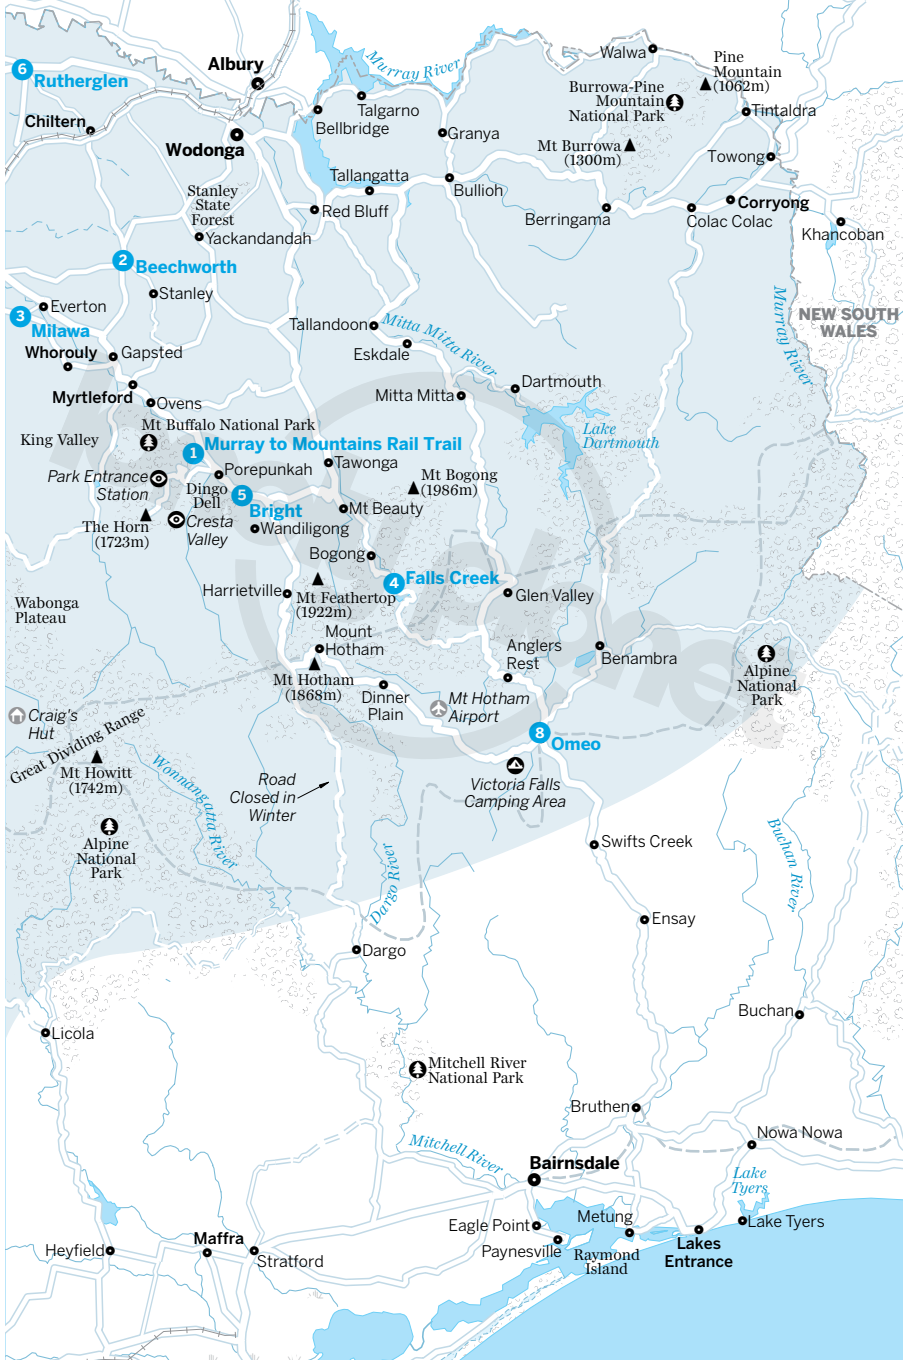 Walwa
Pine
Mountain
(1062m)
Murray River
Albury
6
Rutherglen
Burrowa-Pine
Mountain
National Park
Talgarno
Tintaldra
Bellbridge
Chiltern
Granya
Wodonga
Mt Burrowa
(1300m)
Towong
Tallangatta
Bullioh
Stanley
State
Forest
Red Bluff
Corryong
Berringama
Colac Colac
Khancoban
Yackandandah
2
Beechworth
Stanley
Everton
Murray River
NEW SOUTH
WALES
3
Milawa
Tallandoon
Mitta Mitta River
Whorouly
Gapsted
Eskdale
Dartmouth
Myrtleford
Ovens
Mitta Mitta
Mt Buffalo National Park
King Valley
Lake
Dartmouth
1
Murray to Mountains Rail Trail
Park Entrance
Station
Porepunkah
Tawonga
Mt Bogong
(1986m)
Dingo
Dell
5
Bright
Mt Beauty
The Horn
(1723m)
Cresta
Valley
Wandiligong
Bogong
4
Falls Creek
Harrietville
Mt Feathertop
(1922m)
Glen Valley
Wabonga
Plateau
Mount
Hotham
Anglers
Rest
Benambra
Mt Hotham
(1868m)
Alpine
National
Park
Dinner
Plain
Mt Hotham
Airport
Craig's
Hut
Great Dividing Range
8
Omeo
Mt Howitt
(1742m)
Wonnangatta River
Road
Closed in
Winter
Victoria Falls
Camping Area
Alpine
National
Park
Swifts Creek
Buchan River
Dargo River
Ensay
Dargo
Licola
Buchan
Mitchell River
National Park
Bruthen
Nowa Nowa
Mitchell River
Bairnsdale
Lake
Tyers
Eagle Point
Metung
Lake Tyers
Heyfield
Maffra
Stratford
Paynesville
Raymond
Island
Lakes
Entrance
lonely planet